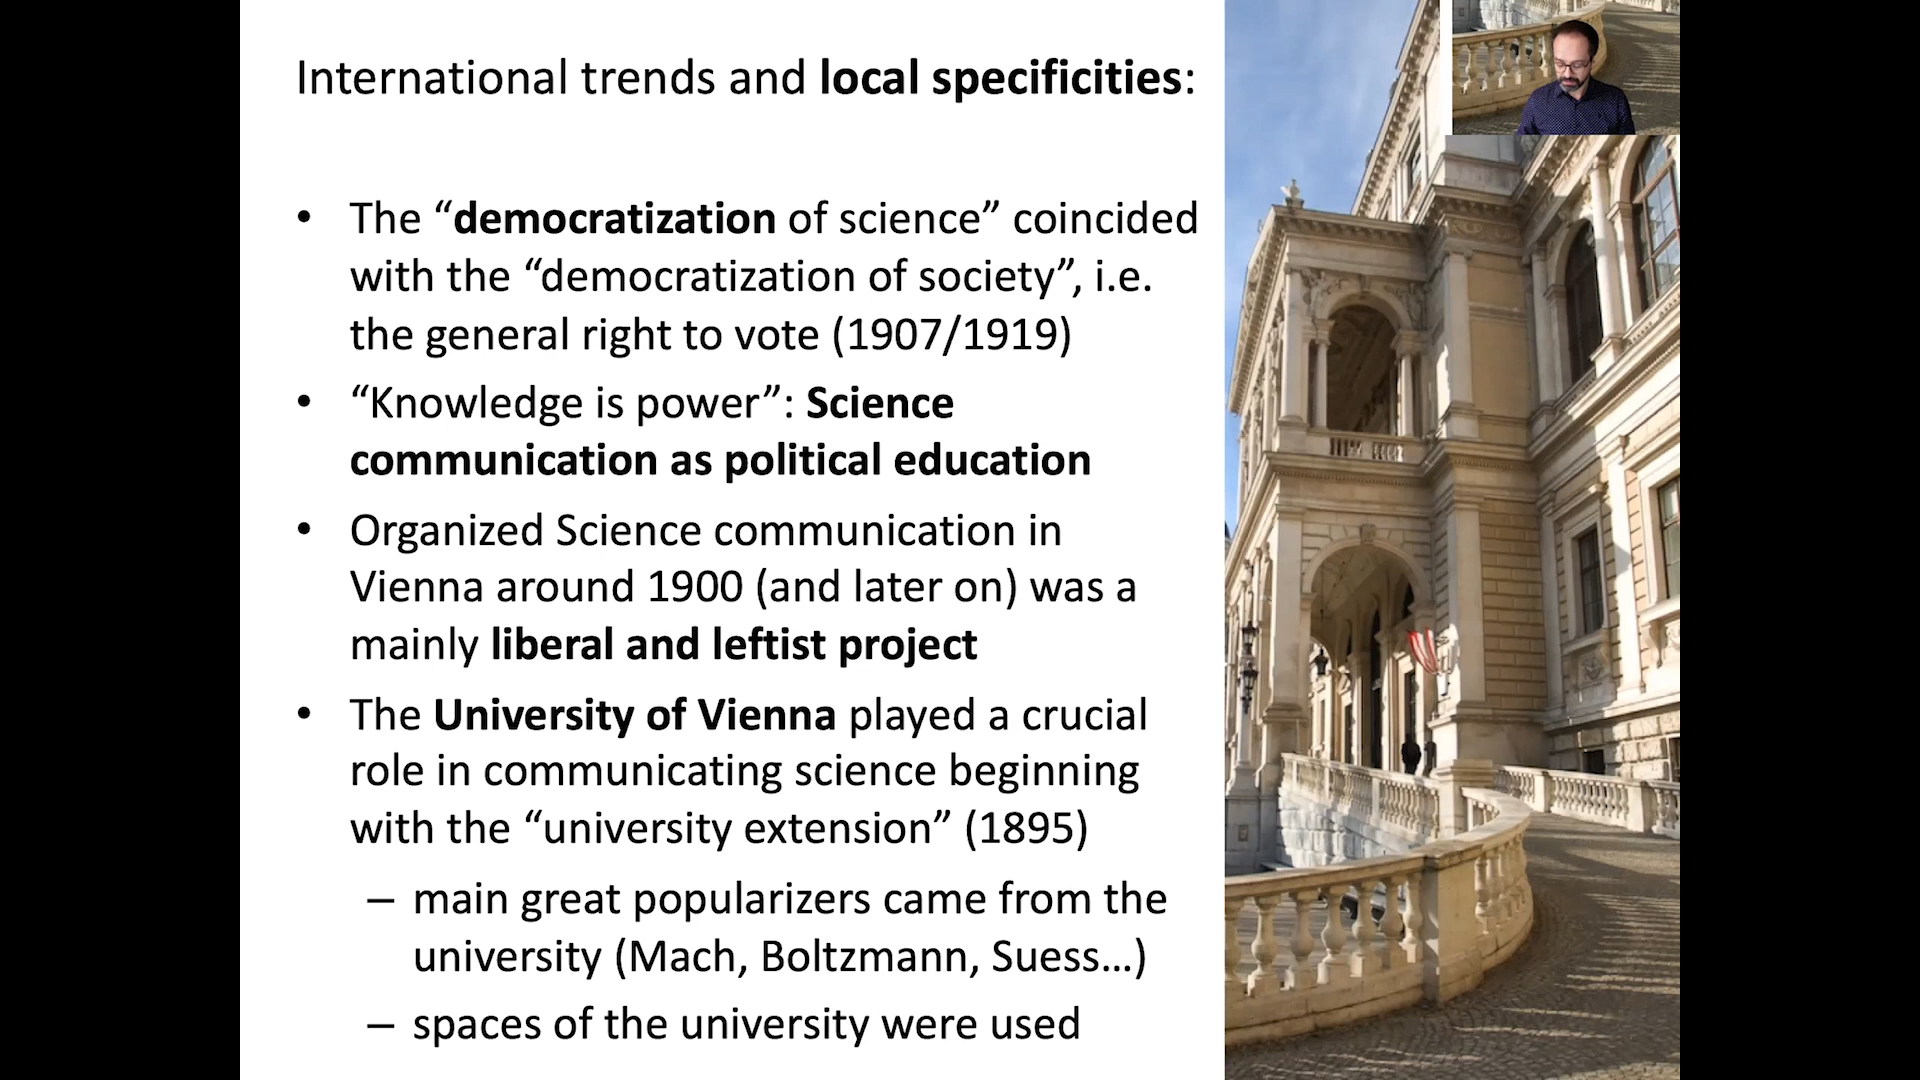 International trends and local specificities:
• The “democratization of science” coincided
with the “democratization of society”, i.e.
the general right to vote (1907/1919)
• “Knowledge is power”: Science
communication as political education
• Organized Science communication in
Vienna around 1900 (and later on) was a
mainly liberal and leftist project
• The University of Vienna played a crucial
role in communicating science beginning
with the “university extension” (1895)
– main great popularizers came from the
university (Mach, Boltzmann, Suess…)
– spaces of the university were used